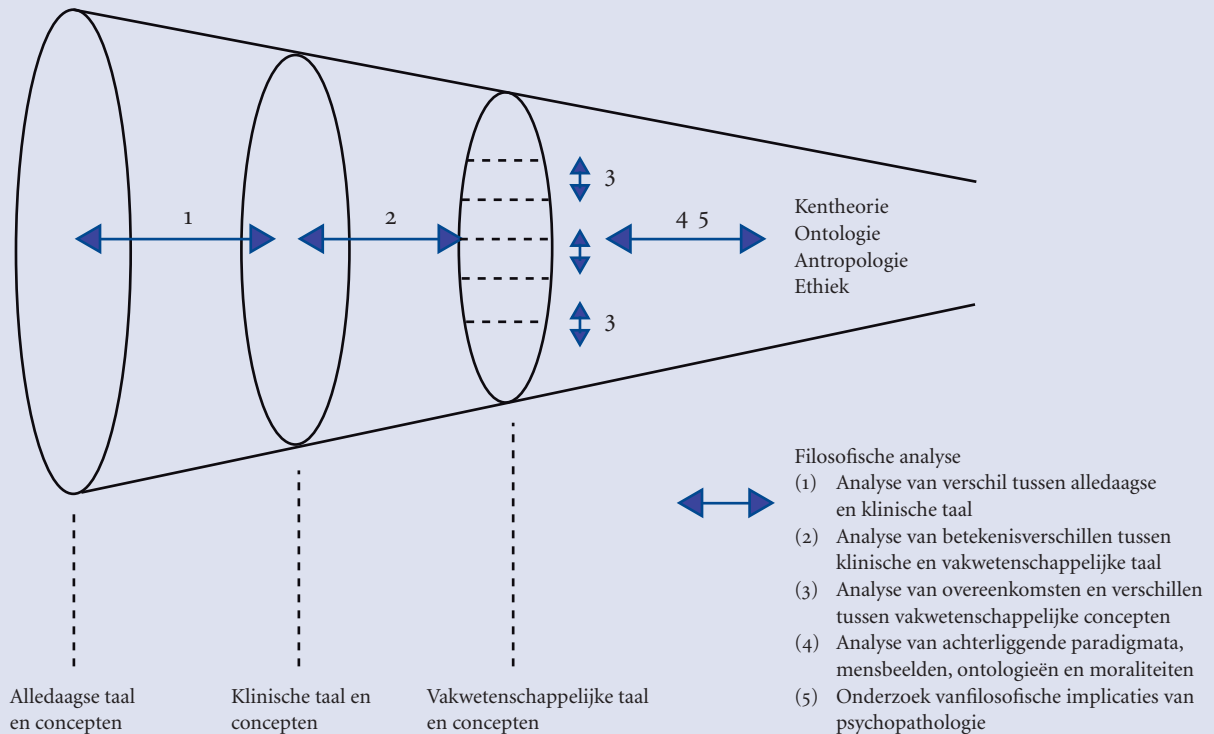 3
1
2
4 5
Kentheorie
Ontologie
Antropologie
Ethiek
3
Filosofische analyse
(1) Analyse van verschil tussen alledaagse
en klinische taal
(2) Analyse van betekenisverschillen tussen
klinische en vakwetenschappelijke taal
(3) Analyse van overeenkomsten en verschillen
tussen vakwetenschappelijke concepten
(4) Analyse van achterliggende paradigmata,
mensbeelden, ontologieën en moraliteiten
(5) Onderzoek vanfilosofische implicaties van
psychopathologie
Alledaagse taal
en concepten
Klinische taal en
concepten
Vakwetenschappelijke taal
en concepten